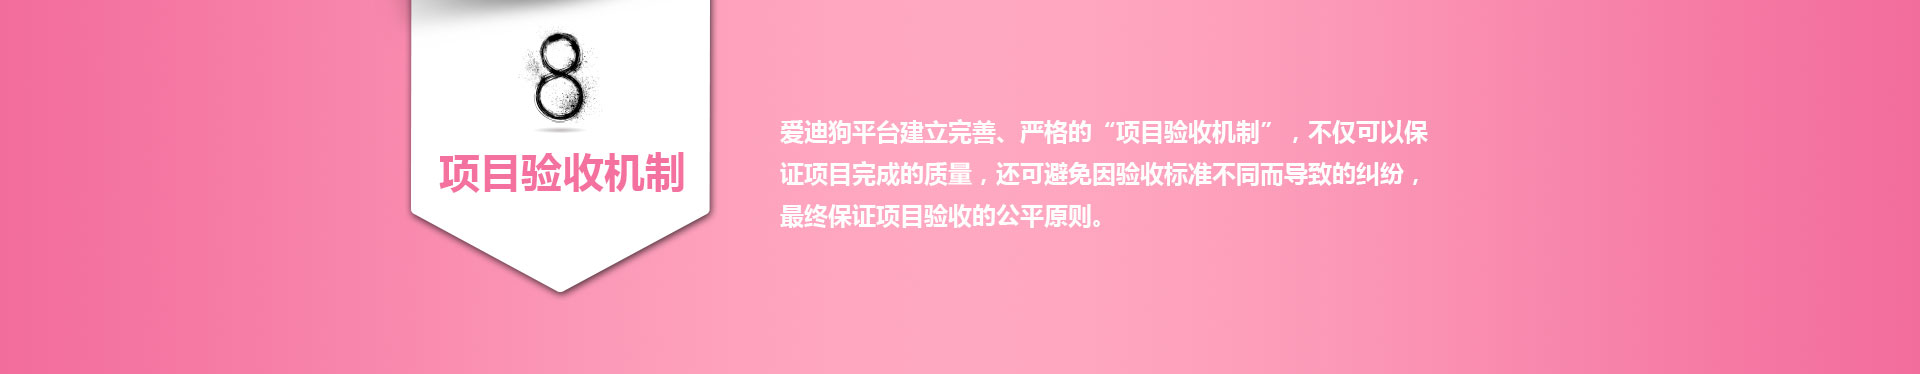 8
项目验收机制
爱迪狗平台建立完善、严格的“项目验收机制”，不仅可以保
证项目完成的质量，还可避免因验收标准不同而导致的纠纷，
最终保证项目验收的公平原则。